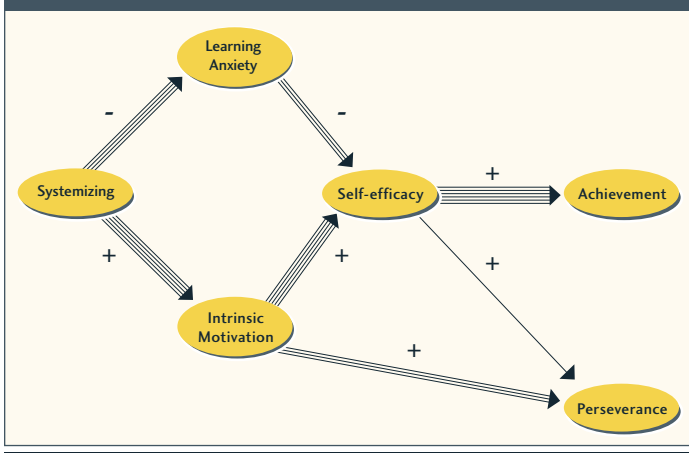 Learning
Anxiety
-
-
Systemizing
Self-efficacy
+
Achievement
+
+
+
Intrinsic
Motivation
+
Perseverance